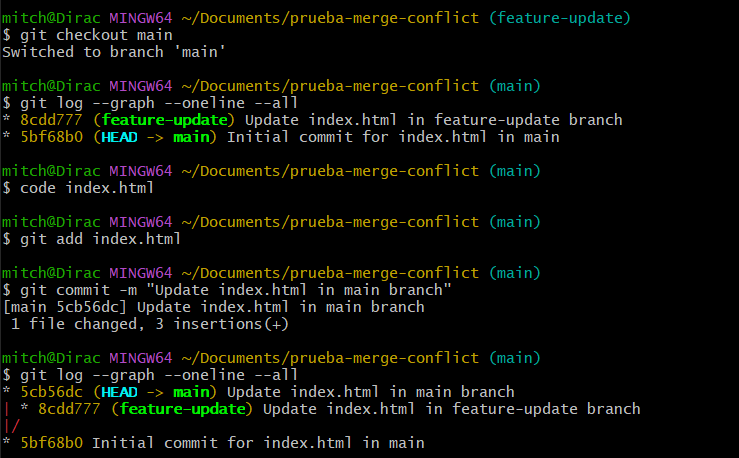 mitch@Dirac MINGW64 ~/Documents/prueba-merge-conflict (feature-update)
$ git checkout main
Switched to branch 'main'
mitch@Dirac MINGW64 ~/Documents/prueba-merge-conflict (main)
$ git log --graph --oneline --all
* 8cdd777 (feature-update) Update index.html in feature-update branch
* 5bf68b0 (HEAD -> main) Initial commit for index.html in main
mitch@Dirac MINGW64 ~/Documents/prueba-merge-conflict (main)
$ code index.html
mitch@Dirac MINGW64 ~/Documents/prueba-merge-conflict (main)
$ git add index.html
mitch@Dirac MINGW64 ~/Documents/prueba-merge-conflict (main)
$ git commit -m "Update index.html in main branch"
[main 5cb56dc] Update index.html in main branch
 1 file changed, 3 insertions(+)
mitch@Dirac MINGW64 ~/Documents/prueba-merge-conflict (main)
$ git log --graph --oneline --all
* 5cb56dc (HEAD -> main) Update index.html in main branch
| * 8cdd777 (feature-update) Update index.html in feature-update branch
|/
* 5bf68b0 Initial commit for index.html in main